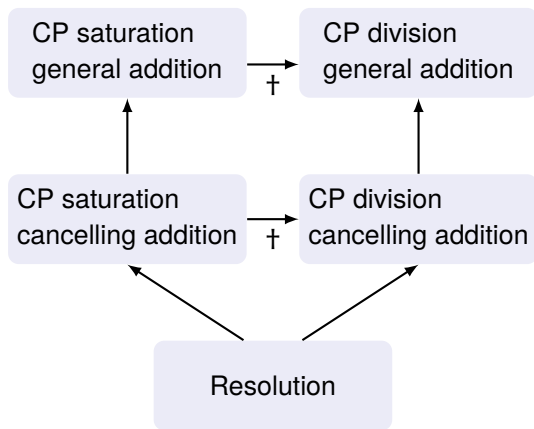 CP saturation
general addition
†
CP division
general addition
CP saturation
cancelling addition
†
CP division
cancelling addition
Resolution